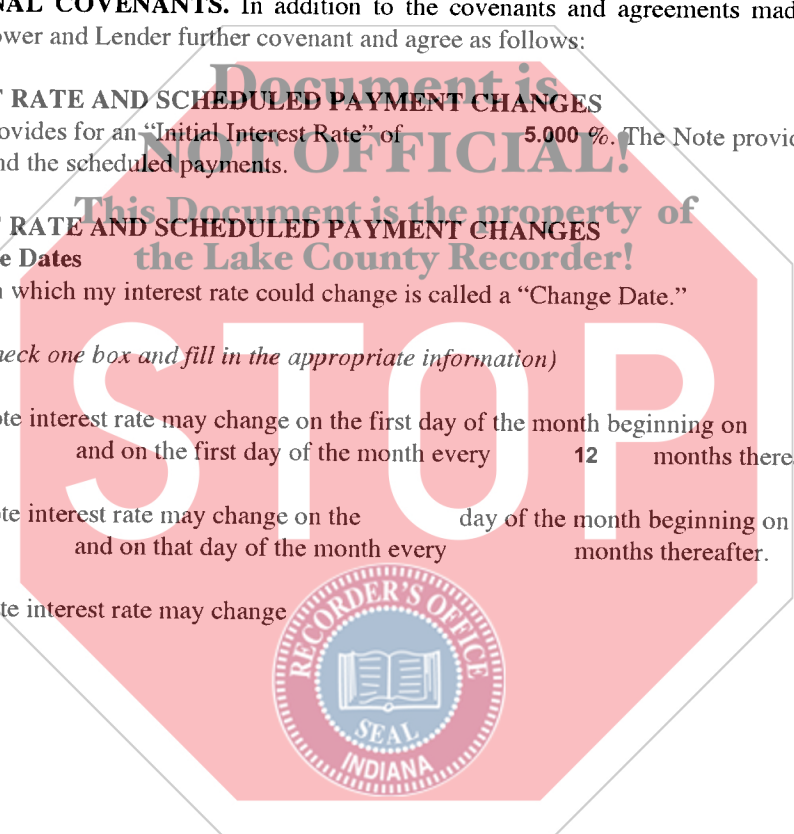 NAL COVENANTS. In addition to the covenants and agreements mad
ower and Lender further covenant and agree as follows:
Document is
T RATE AND SCHEDULED PAYMENT CHANGES
ovides for an “Initial Interest Rate” of 5.000 %. The Note provid
NOT OFFICIAL!
nd the scheduled payments.
This Document is the property of
T RATE AND SCHEDULED PAYMENT CHANGES
the Lake County Recorder!
e Dates
n which my interest rate could change is called a “Change Date.”
STOP
heck one box and fill in the appropriate information)
ote interest rate may change on the first day of the month beginning on
and on the first day of the month every 12 months there
ote interest rate may change on the day of the month beginning on
and on that day of the month every months thereafter.
te interest rate may change
RECORDER'S OFFICE
SEAL
INDIANA